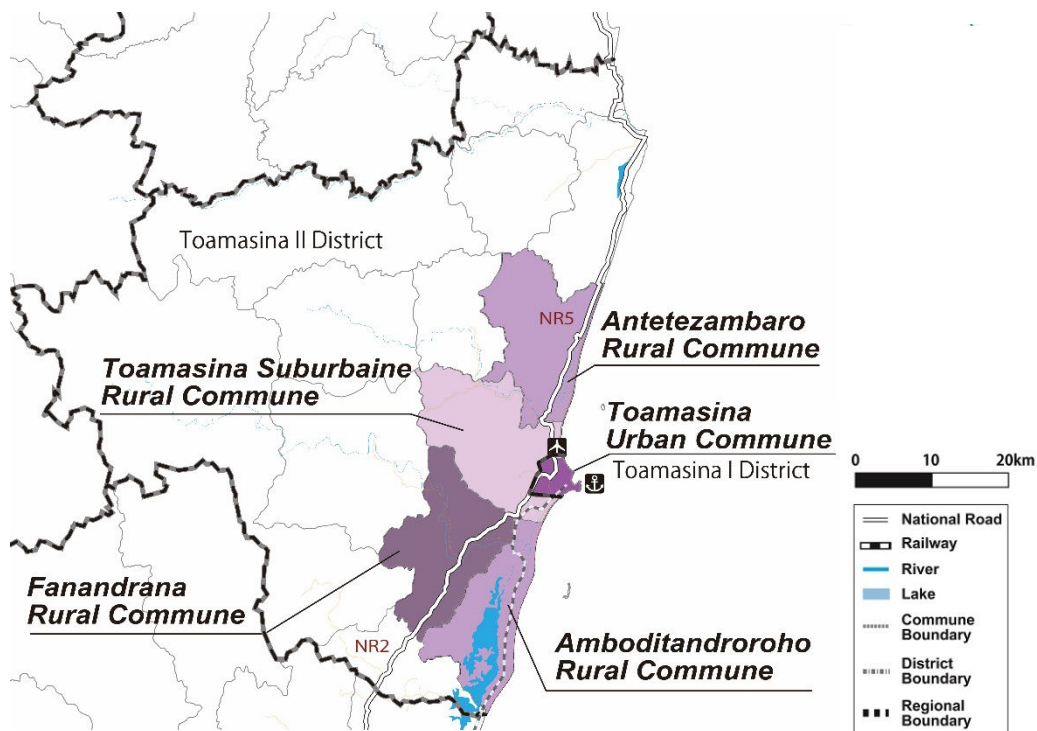 Toamasina II District
NR5
Antetezambaro
Rural Commune
Toamasina Suburbaine
Rural Commune
Toamasina
Urban Commune
Toamasina I District
Fanandrana
Rural Commune
NR2
Amboditandroroho
Rural Commune
0 10 20km
National Road
Railway
River
Lake
Commune
Boundary
District
Boundary
Regional
Boundary